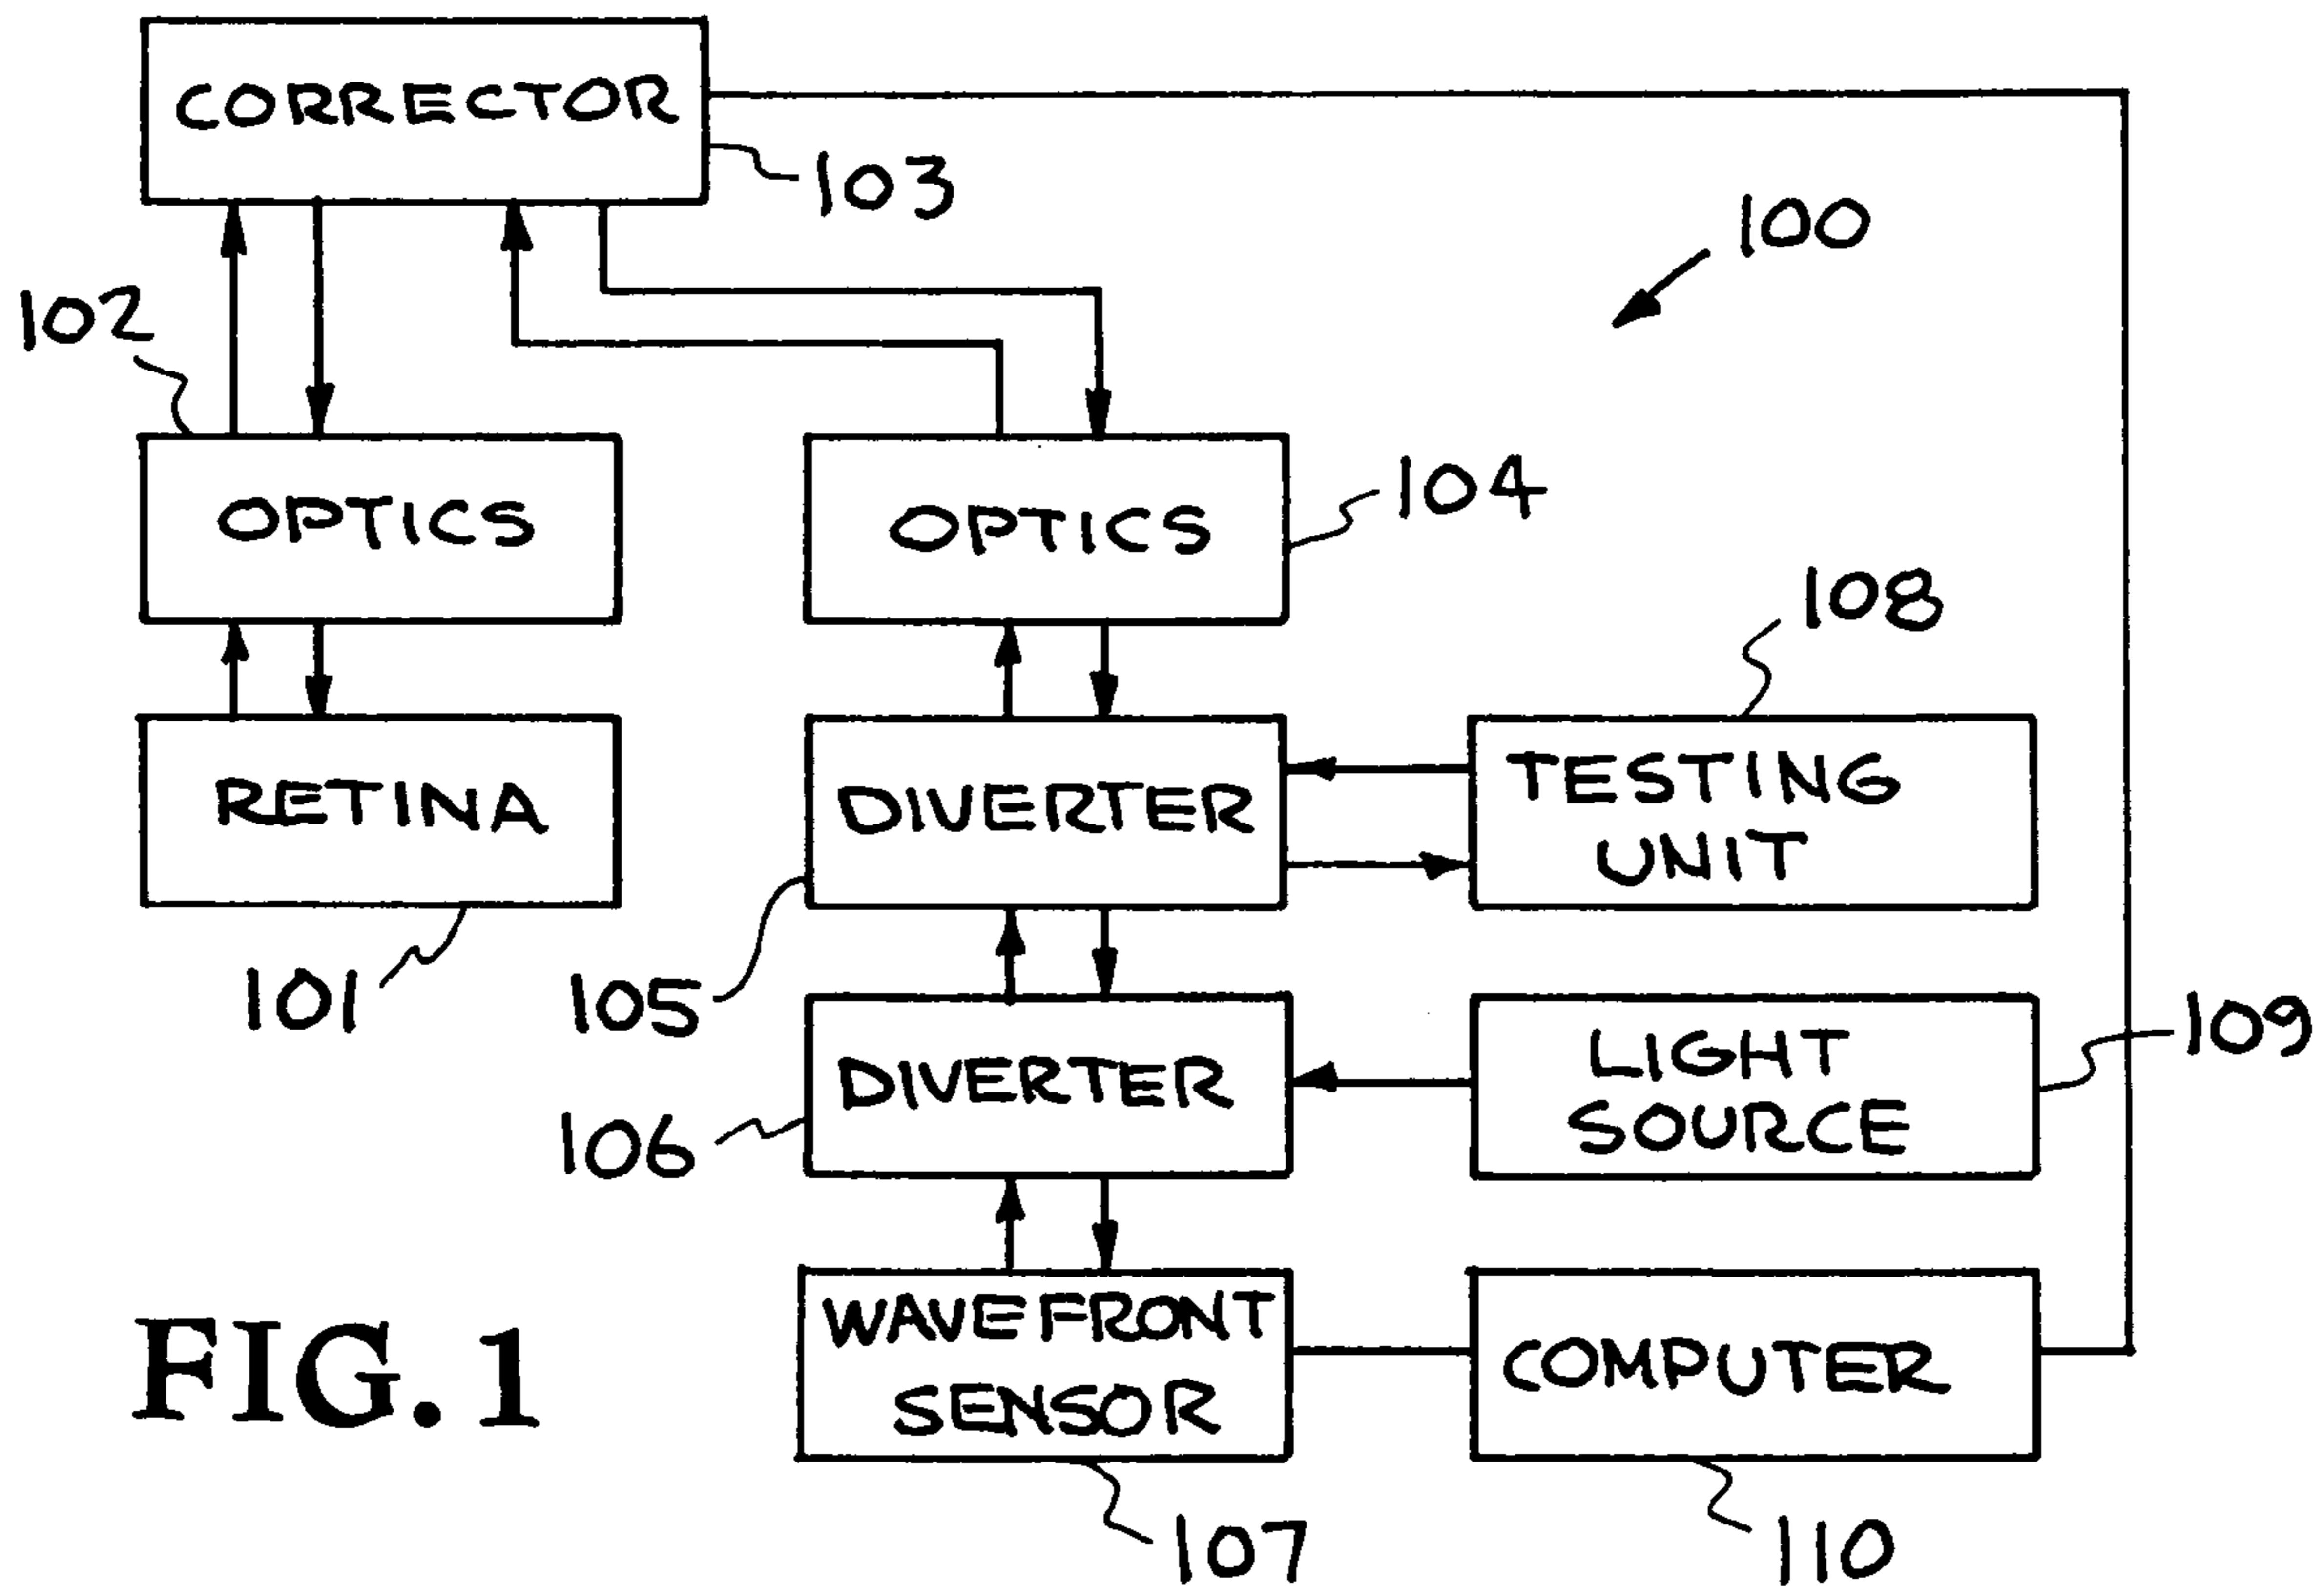 CORRECTOR
103
100
102
OPTICS
OPTICS
104
108
RETINA
DIVERTER
TESTING
UNIT
101
105
DIVERTER
LIGHT
SOURCE
109
106
WAVEFRONT
SENSOR
COMPUTER
FIG. 1
107
110